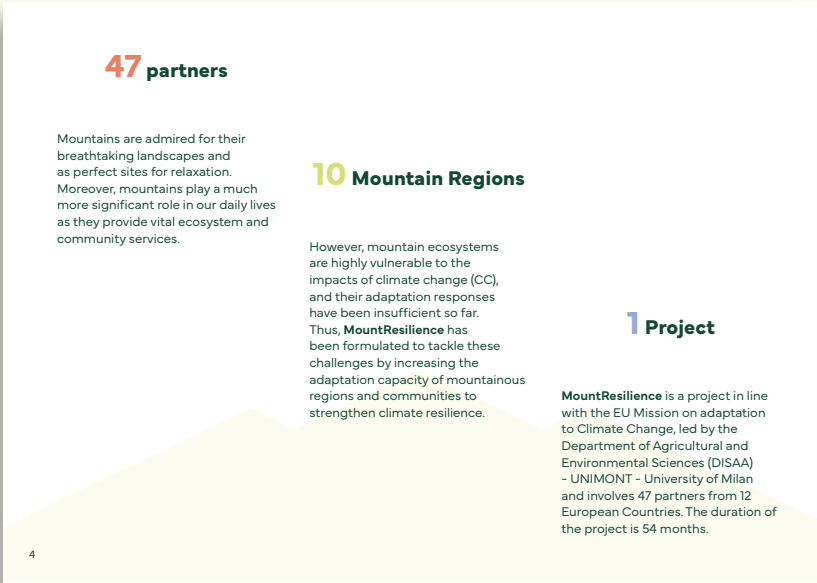 47 partners
Mountains are admired for their
breathtaking landscapes and
as perfect sites for relaxation.
Moreover, mountains play a much
more significant role in our daily lives
as they provide vital ecosystem and
community services.
10 Mountain Regions
However, mountain ecosystems
are highly vulnerable to the
impacts of climate change (CC),
and their adaptation responses
have been insufficient so far.
Thus, MountResilience has
been formulated to tackle these
challenges by increasing the
adaptation capacity of mountainous
regions and communities to
strengthen climate resilience.
1 Project
MountResilience is a project in line
with the EU Mission on adaptation
to Climate Change, led by the
Department of Agricultural and
Environmental Sciences (DISAA)
- UNIMONT - University of Milan
and involves 47 partners from 12
European Countries. The duration of
the project is 54 months.
4